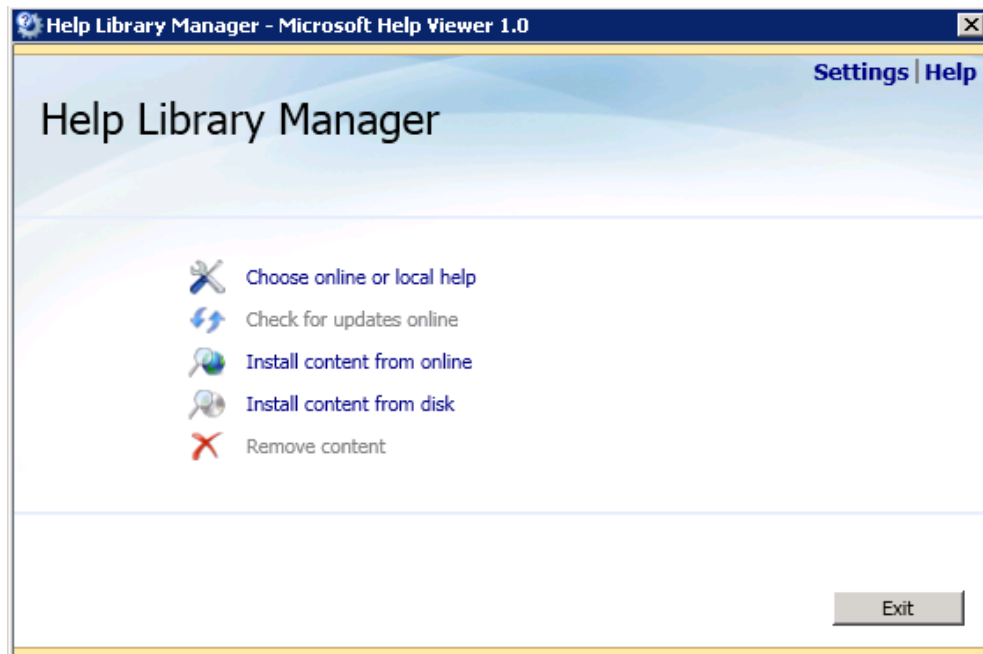 Help Library Manager - Microsoft Help Viewer 1.0
Settings | Help
Help Library Manager
Choose online or local help
Check for updates online
Install content from online
Install content from disk
Remove content
Exit